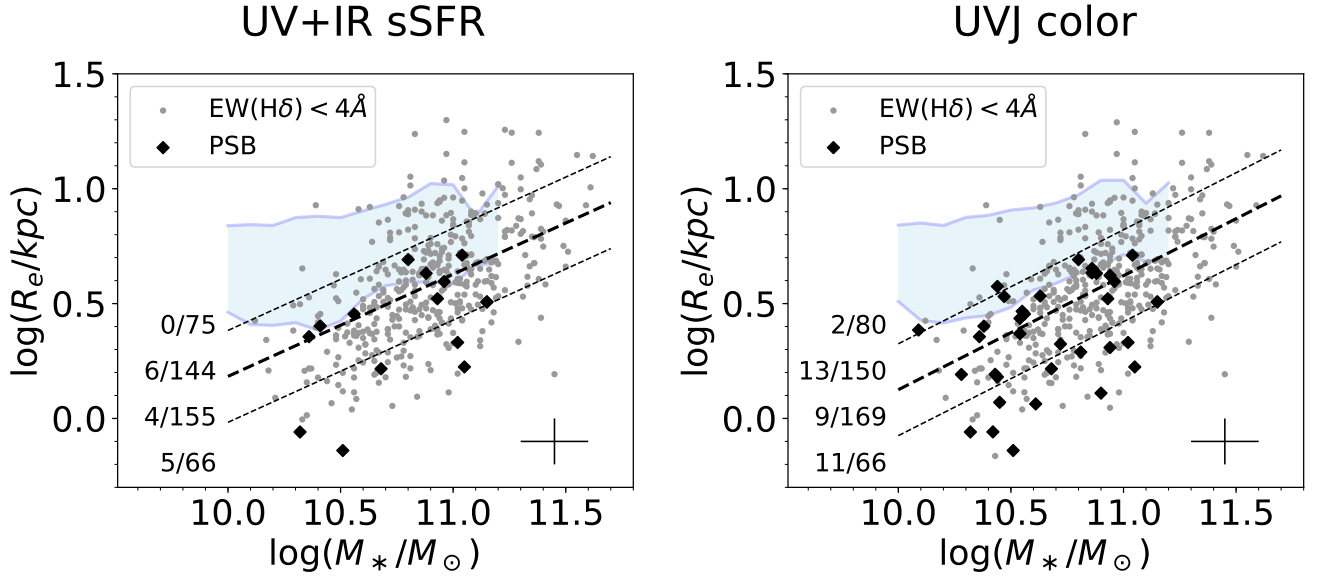 UV+IR sSFR
1.5
1.0
0.5
0.0
log(R_e/kpc)
EW(Hδ) < 4Å
PSB
0/75
6/144
4/155
5/66
10.0 10.5 11.0 11.5
log(M_*/M_⊙)
UVJ color
1.5
1.0
0.5
0.0
log(R_e/kpc)
EW(Hδ) < 4Å
PSB
2/80
13/150
9/169
11/66
10.0 10.5 11.0 11.5
log(M_*/M_⊙)